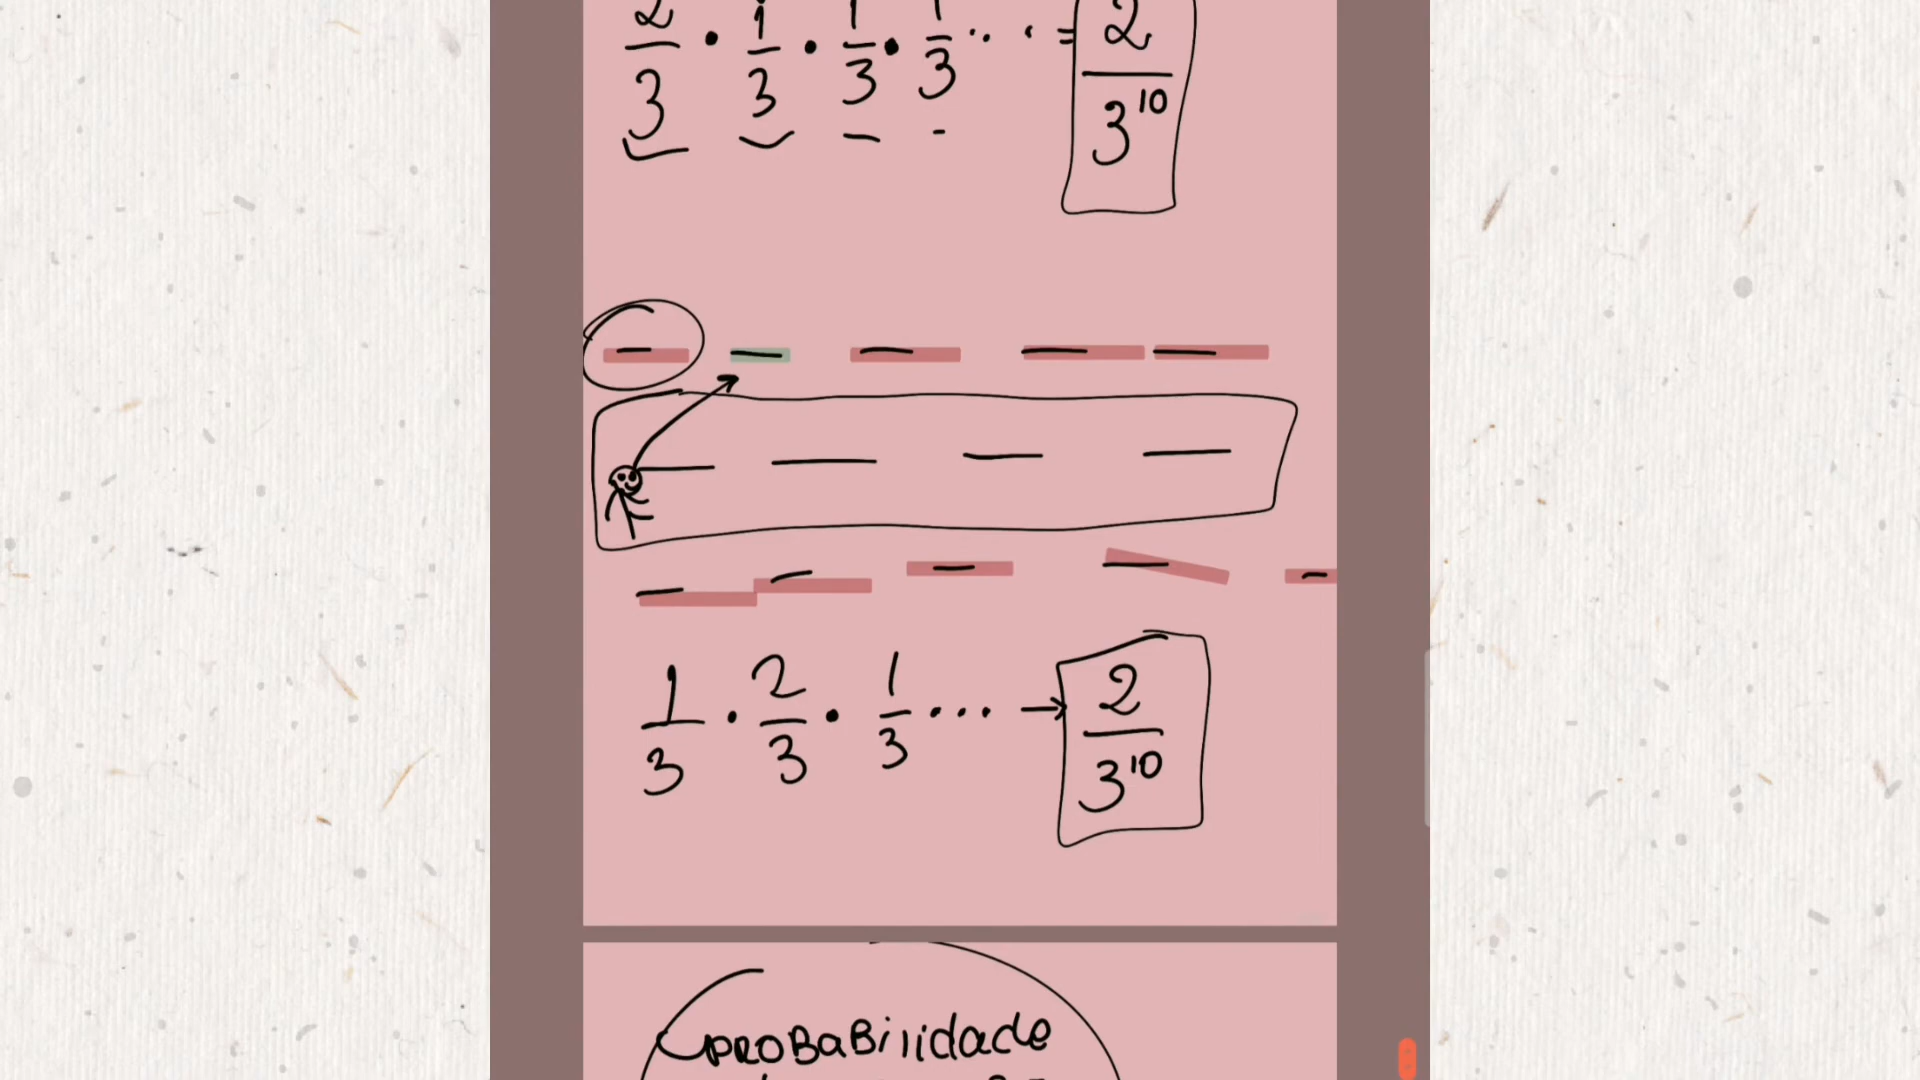 2/3 · 1/3 · 1/3 · 1/3 ... = 2/3^10
1/3 · 2/3 · 1/3 · ... → 2/3^10
PROBABilidade